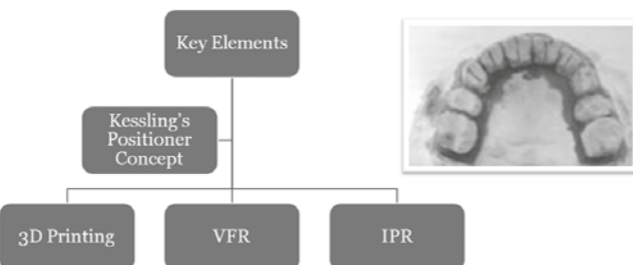 Key Elements
Kessling's
Positioner
Concept
3D Printing
VFR
IPR